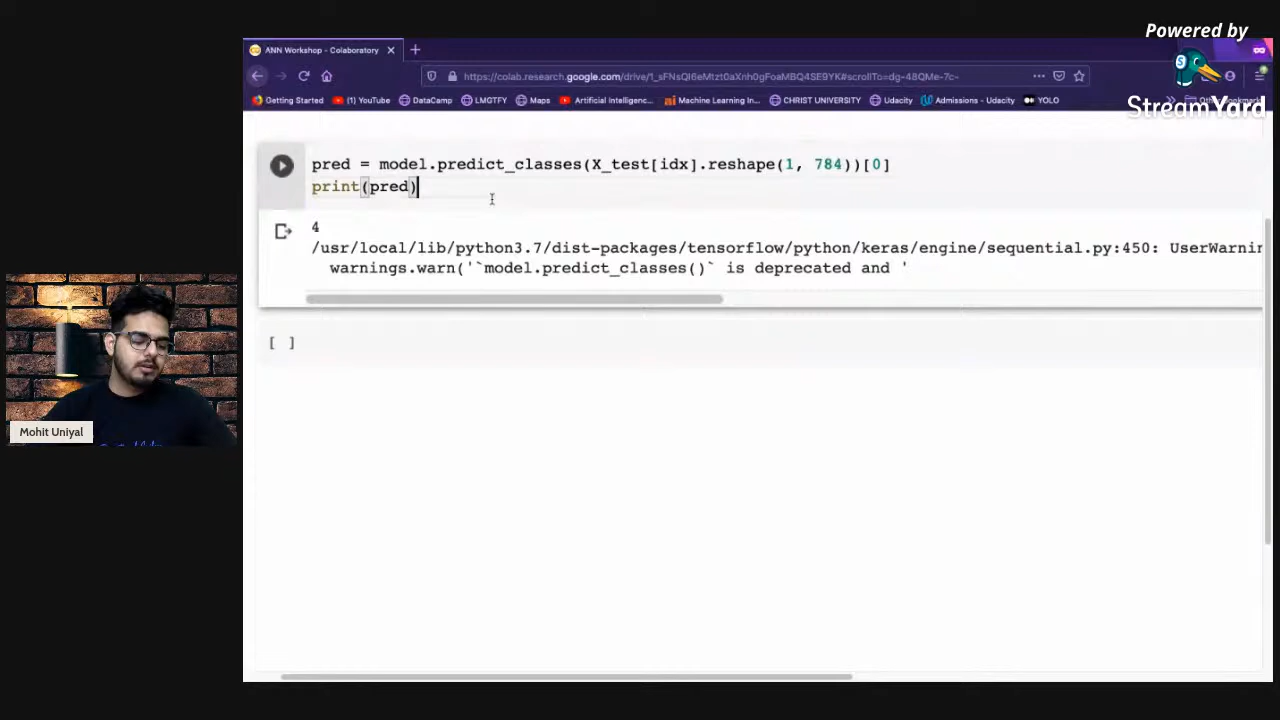 Powered by
StreamYard
ANN Workshop - Colaboratory
https://colab.research.google.com/drive/1_sFNsQI6eMtzt0aXnh0gFoaMBQ4SE9YK#scrollTo=dg-48QMe-7c-
Getting Started (1) YouTube DataCamp LMGTFY Maps Artificial Intelligenc... Machine Learning In... CHRIST UNIVERSITY Udacity Admissions - Udacity YOLO
pred = model.predict_classes(X_test[idx].reshape(1, 784))[0]
print(pred)
4
/usr/local/lib/python3.7/dist-packages/tensorflow/python/keras/engine/sequential.py:450: UserWarnin
warnings.warn('`model.predict_classes()` is deprecated and '
[ ]
Mohit Uniyal